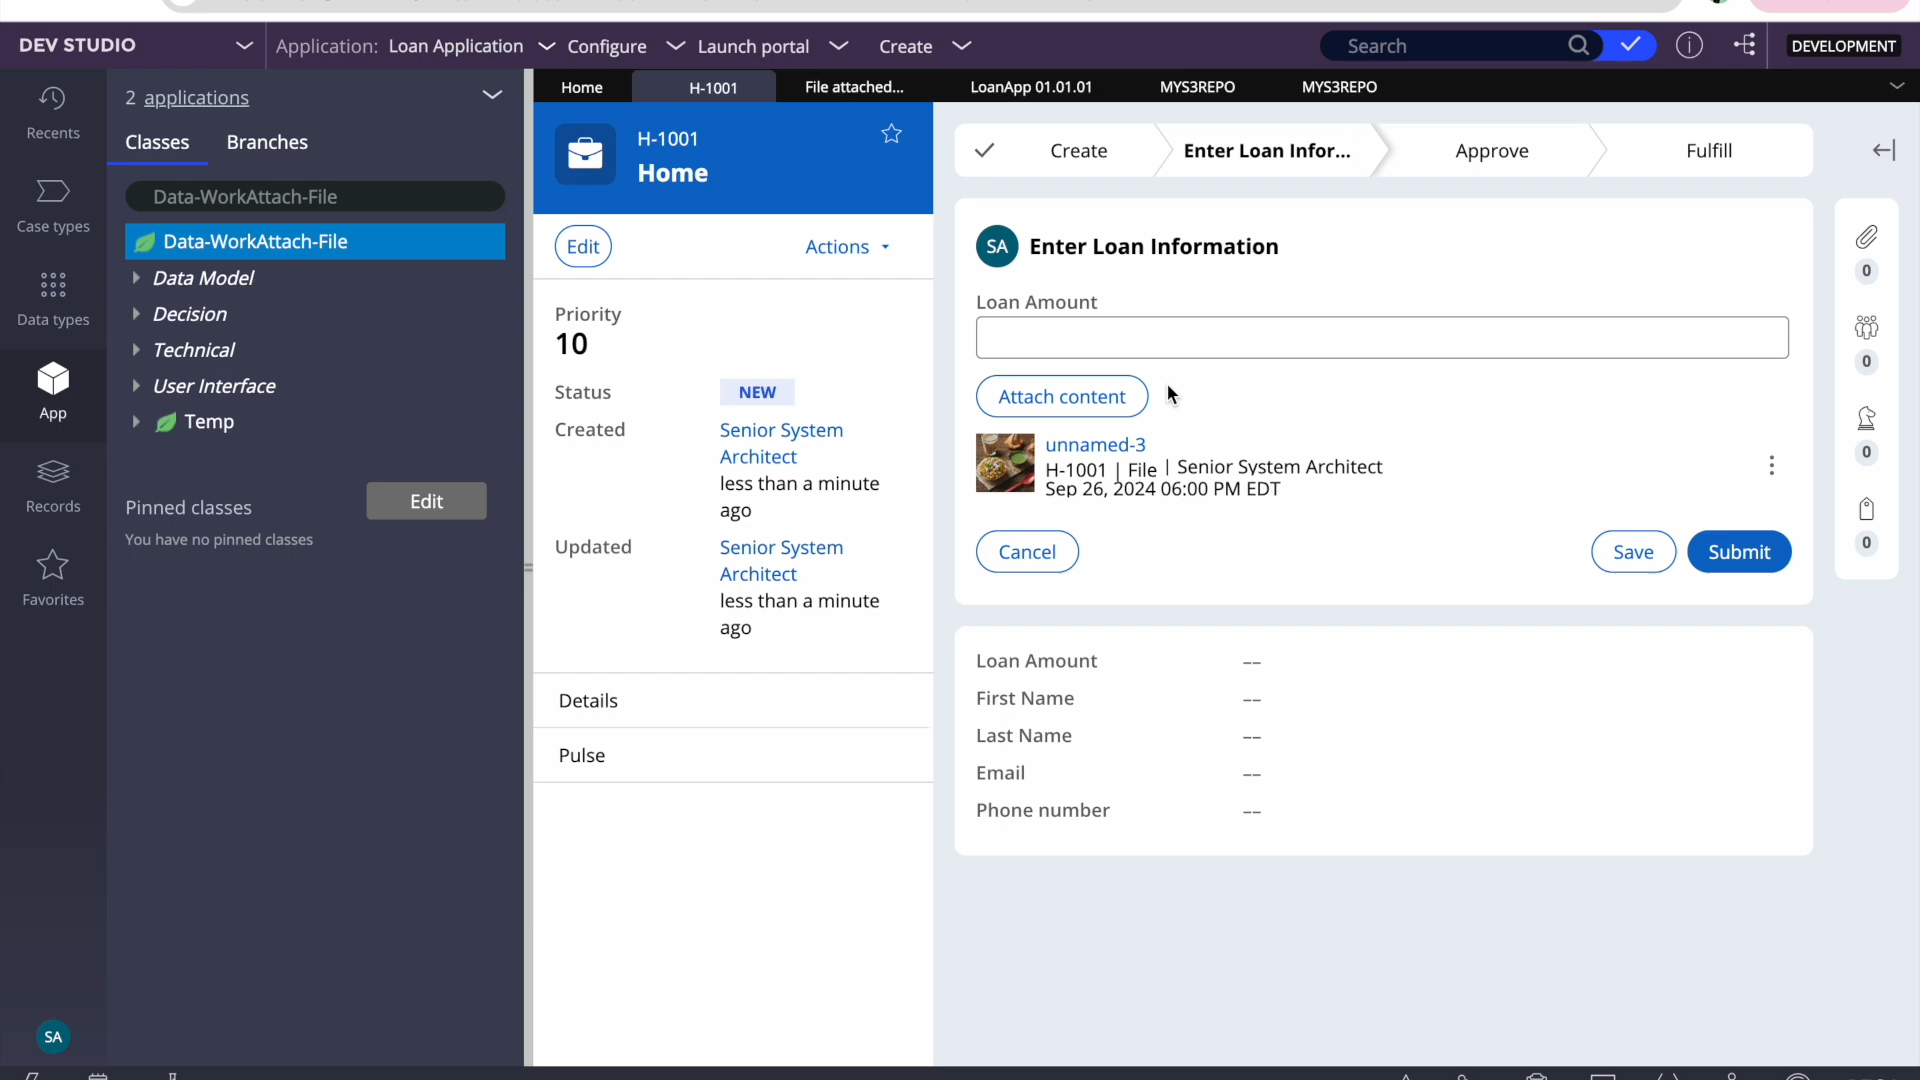 DEV STUDIO
Application: Loan Application
Configure
Launch portal
Create
Search
DEVELOPMENT
Recents
Case types
Data types
App
Records
Favorites
SA
2 applications
Classes
Branches
Data-WorkAttach-File
Data-WorkAttach-File
Data Model
Decision
Technical
User Interface
Temp
Pinned classes
Edit
You have no pinned classes
Home
H-1001
File attached...
LoanApp 01.01.01
MYS3REPO
MYS3REPO
H-1001
Home
Edit
Actions
Priority
10
Status
NEW
Created
Senior System
Architect
less than a minute
ago
Updated
Senior System
Architect
less than a minute
ago
Details
Pulse
Create
Enter Loan Infor...
Approve
Fulfill
SA
Enter Loan Information
Loan Amount
Attach content
unnamed-3
H-1001 | File | Senior System Architect
Sep 26, 2024 06:00 PM EDT
Cancel
Save
Submit
Loan Amount --
First Name --
Last Name --
Email --
Phone number --
0
0
0
0